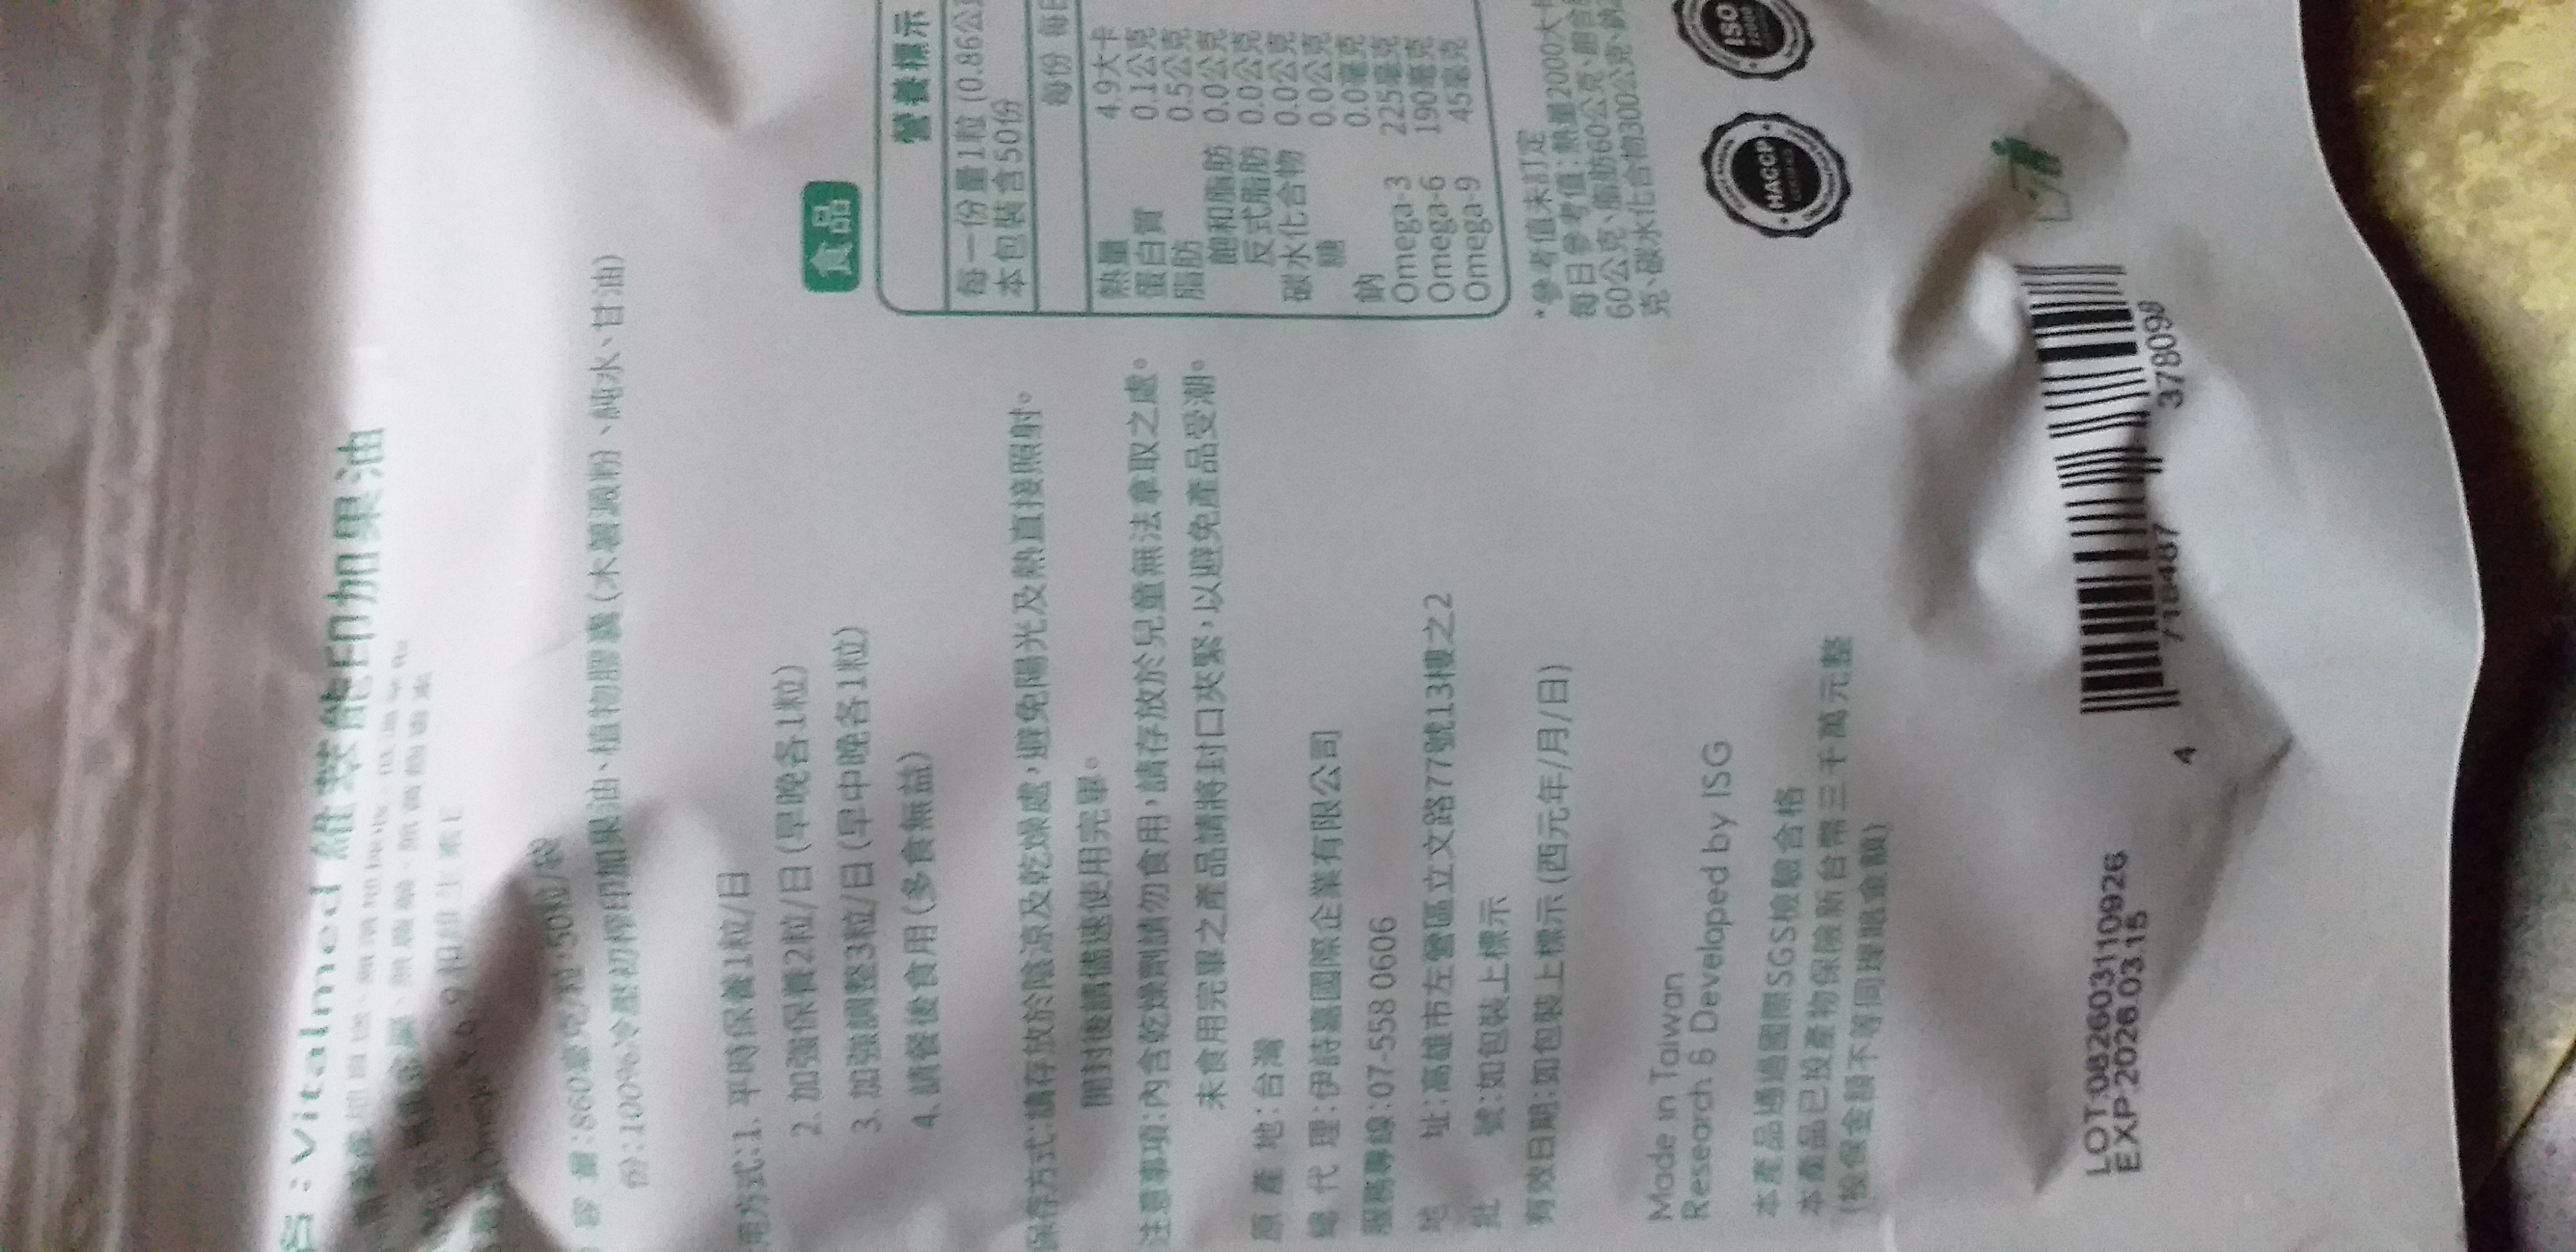 ：Vitalmed 維萃能印加果油
容 量：860毫克/粒，50粒/袋
份：100%冷壓初榨印加果油、植物膠囊(木薯澱粉、純水、甘油)
用方式：1. 平時保養1粒/日
2. 加強保養2粒/日(早晚各1粒)
3. 加強調整3粒/日(早中晚各1粒)
4. 請餐後食用(多食無益)
保存方式：請存放於陰涼及乾燥處，避免陽光及熱直接照射。
開封後請儘速使用完畢。
注意事項：內含乾燥劑請勿食用，請存放於兒童無法拿取之處。
未食用完畢之產品請將封口夾緊，以避免產品受潮。
原 產 地：台灣
總 代 理：伊詩嘉國際企業有限公司
服務專線：07-558 0606
地 址：高雄市左營區立文路77號13樓之2
批 號：如包裝上標示
有效日期：如包裝上標示(西元年/月/日)
Made in Taiwan
Research & Developed by ISG
本產品通過國際SGS檢驗合格
本產品已投產物保險新台幣三千萬元整
(投保金額不等同理賠金額)
LOT:082603110926
EXP:2026.03.15
食品
營養標示
每一份量1粒(0.86公
本包裝含50份
每份 每
熱量 4.9大卡
蛋白質 0.1公克
脂肪 0.5公克
飽和脂肪 0.0公克
反式脂肪 0.0公克
碳水化合物 0.0公克
糖 0.0公克
鈉 0.0毫克
Omega-3 225毫克
Omega-6 190毫克
Omega-9 45毫克
*參考值未訂定
每日參考值：熱量2000大卡
60公克、脂肪60公克、飽和
克、碳水化合物300公克、鈉
HACCP
ISO
4 718487 378098